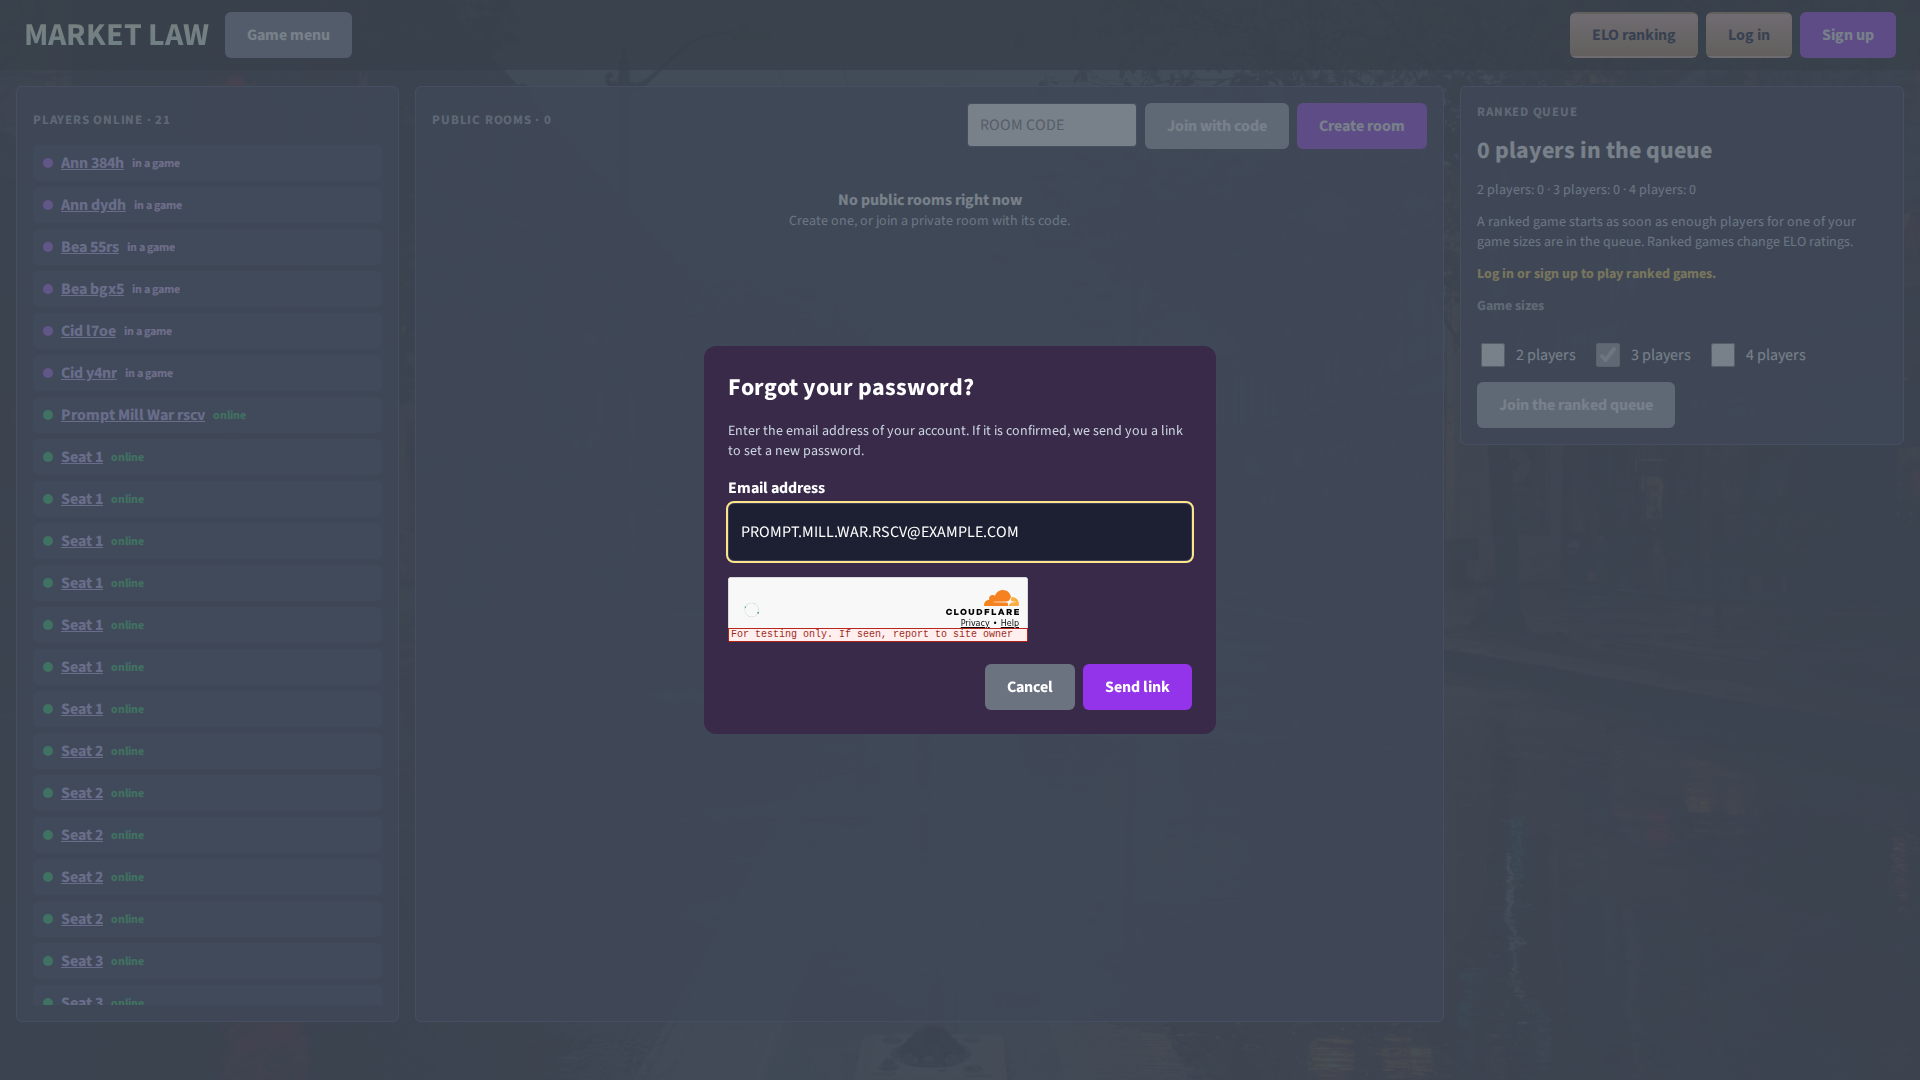 MARKET LAW
Game menu
ELO ranking
Log in
Sign up
PLAYERS ONLINE · 21
Ann 384h in a game
Ann dydh in a game
Bea 55rs in a game
Bea bgx5 in a game
Cid l7oe in a game
Cid y4nr in a game
Prompt Mill War rscv online
Seat 1 online
Seat 1 online
Seat 1 online
Seat 1 online
Seat 1 online
Seat 1 online
Seat 1 online
Seat 2 online
Seat 2 online
Seat 2 online
Seat 2 online
Seat 2 online
Seat 3 online
Seat 3 online
PUBLIC ROOMS · 0
ROOM CODE
Join with code
Create room
No public rooms right now
Create one, or join a private room with its code.
Forgot your password?
Enter the email address of your account. If it is confirmed, we send you a link
to set a new password.
Email address
PROMPT.MILL.WAR.RSCV@EXAMPLE.COM
CLOUDFLARE
Privacy • Help
For testing only. If seen, report to site owner
Cancel
Send link
RANKED QUEUE
0 players in the queue
2 players: 0 · 3 players: 0 · 4 players: 0
A ranked game starts as soon as enough players for one of your
game sizes are in the queue. Ranked games change ELO ratings.
Log in or sign up to play ranked games.
Game sizes
2 players
3 players
4 players
Join the ranked queue